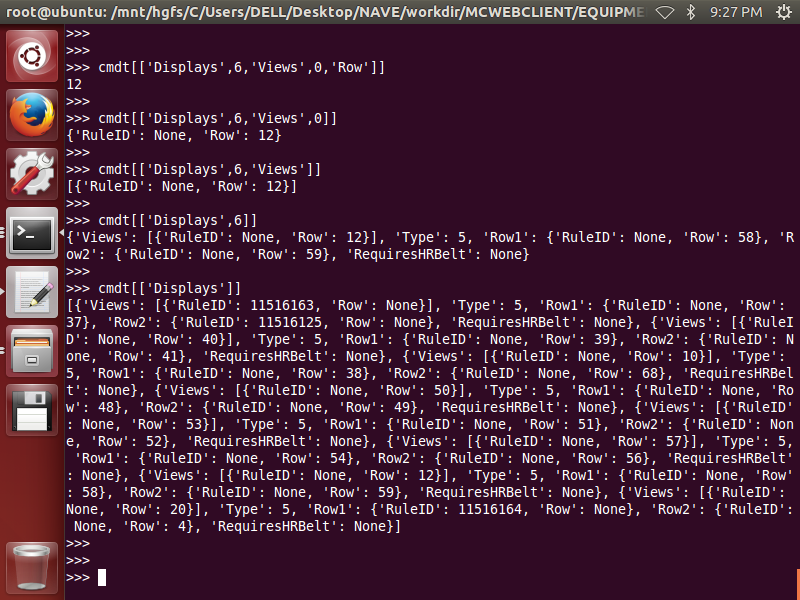 root@ubuntu: /mnt/hgfs/C/Users/DELL/Desktop/NAVE/workdir/MCWEBCLIENT/EQUIPME 9:27 PM
>>>
>>>
>>> cmdt[['Displays',6,'Views',0,'Row']]
12
>>>
>>> cmdt[['Displays',6,'Views',0]]
{'RuleID': None, 'Row': 12}
>>>
>>> cmdt[['Displays',6,'Views']]
[{'RuleID': None, 'Row': 12}]
>>>
>>> cmdt[['Displays',6]]
{'Views': [{'RuleID': None, 'Row': 12}], 'Type': 5, 'Row1': {'RuleID': None, 'Row': 58}, 'R
ow2': {'RuleID': None, 'Row': 59}, 'RequiresHRBelt': None}
>>>
>>> cmdt[['Displays']]
[{'Views': [{'RuleID': 11516163, 'Row': None}], 'Type': 5, 'Row1': {'RuleID': None, 'Row':
37}, 'Row2': {'RuleID': 11516125, 'Row': None}, 'RequiresHRBelt': None}, {'Views': [{'RuleI
D': None, 'Row': 40}], 'Type': 5, 'Row1': {'RuleID': None, 'Row': 39}, 'Row2': {'RuleID': N
one, 'Row': 41}, 'RequiresHRBelt': None}, {'Views': [{'RuleID': None, 'Row': 10}], 'Type':
5, 'Row1': {'RuleID': None, 'Row': 38}, 'Row2': {'RuleID': None, 'Row': 68}, 'RequiresHRBel
t': None}, {'Views': [{'RuleID': None, 'Row': 50}], 'Type': 5, 'Row1': {'RuleID': None, 'Ro
w': 48}, 'Row2': {'RuleID': None, 'Row': 49}, 'RequiresHRBelt': None}, {'Views': [{'RuleID'
: None, 'Row': 53}], 'Type': 5, 'Row1': {'RuleID': None, 'Row': 51}, 'Row2': {'RuleID': Non
e, 'Row': 52}, 'RequiresHRBelt': None}, {'Views': [{'RuleID': None, 'Row': 57}], 'Type': 5,
'Row1': {'RuleID': None, 'Row': 54}, 'Row2': {'RuleID': None, 'Row': 56}, 'RequiresHRBelt'
: None}, {'Views': [{'RuleID': None, 'Row': 12}], 'Type': 5, 'Row1': {'RuleID': None, 'Row'
: 58}, 'Row2': {'RuleID': None, 'Row': 59}, 'RequiresHRBelt': None}, {'Views': [{'RuleID':
None, 'Row': 20}], 'Type': 5, 'Row1': {'RuleID': 11516164, 'Row': None}, 'Row2': {'RuleID':
None, 'Row': 4}, 'RequiresHRBelt': None}]
>>>
>>>
>>>